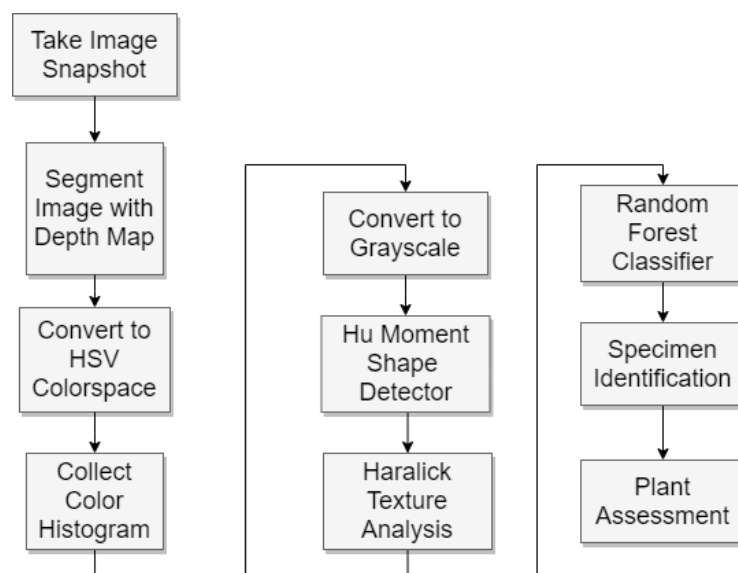 Take Image
Snapshot
Segment
Image with
Depth Map
Convert to
HSV
Colorspace
Collect
Color
Histogram
Convert to
Grayscale
Hu Moment
Shape
Detector
Haralick
Texture
Analysis
Random
Forest
Classifier
Specimen
Identification
Plant
Assessment